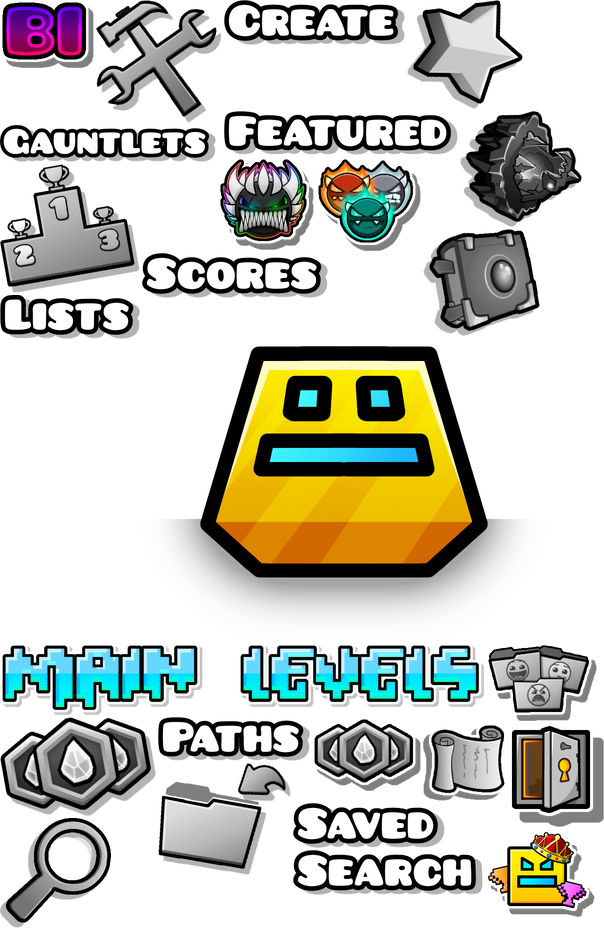 BI
CREATE
GAUNTLETS
FEATURED
1
2
3
SCORES
LISTS
MAIN LEVELS
PATHS
SAVED
SEARCH